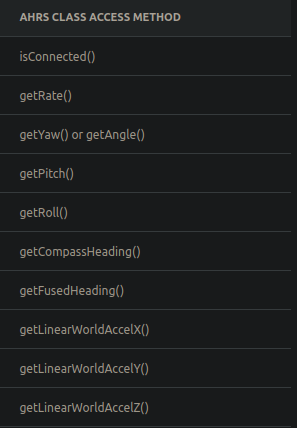 AHRS CLASS ACCESS METHOD
isConnected()
getRate()
getYaw() or getAngle()
getPitch()
getRoll()
getCompassHeading()
getFusedHeading()
getLinearWorldAccelX()
getLinearWorldAccelY()
getLinearWorldAccelZ()